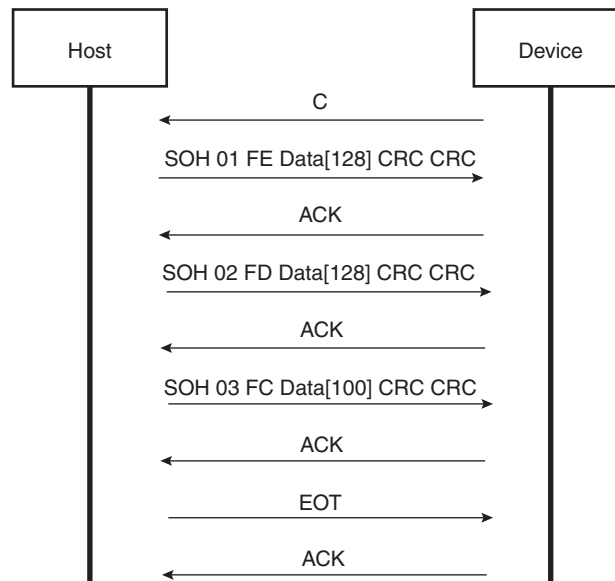 Host
Device
C
SOH 01 FE Data[128] CRC CRC
ACK
SOH 02 FD Data[128] CRC CRC
ACK
SOH 03 FC Data[100] CRC CRC
ACK
EOT
ACK